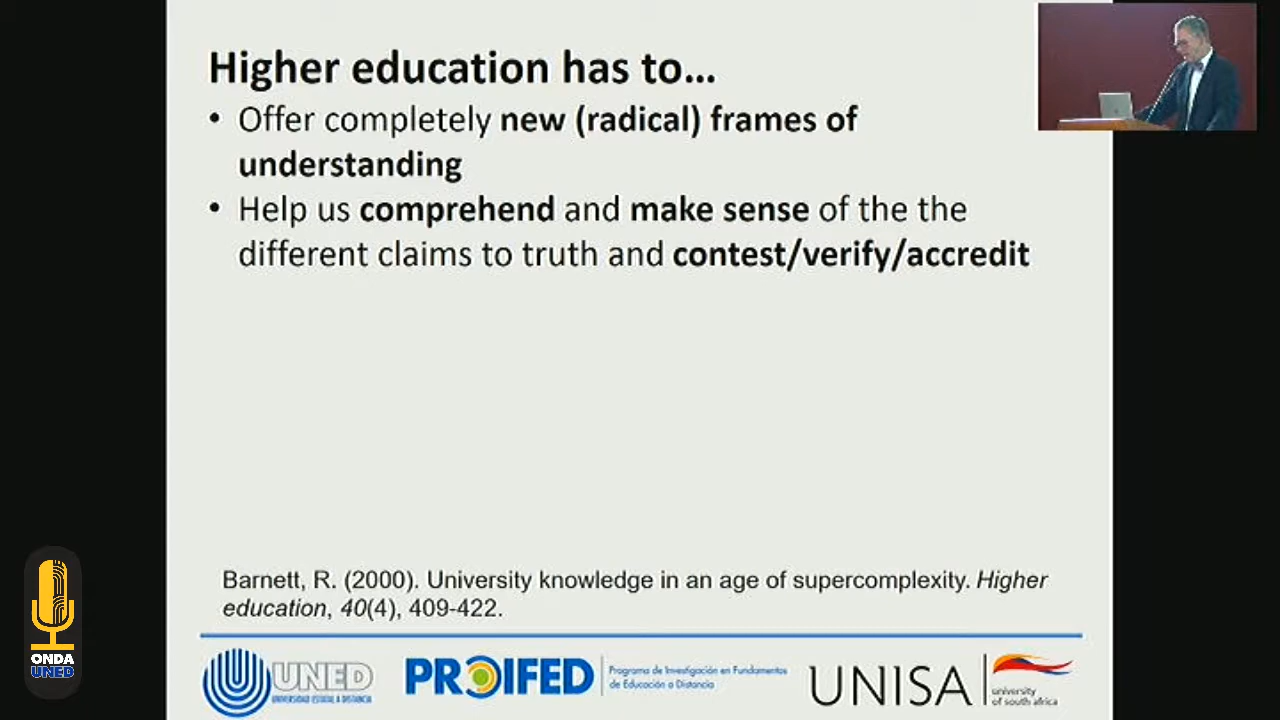 Higher education has to…
• Offer completely new (radical) frames of
understanding
• Help us comprehend and make sense of the the
different claims to truth and contest/verify/accredit
Barnett, R. (2000). University knowledge in an age of supercomplexity. Higher
education, 40(4), 409-422.
ONDA
UNED
UNED
UNIVERSIDAD ESTATAL A DISTANCIA
PROIFED
Programa de Investigación en Fundamentos
de Educación a Distancia
UNISA
university
of south africa